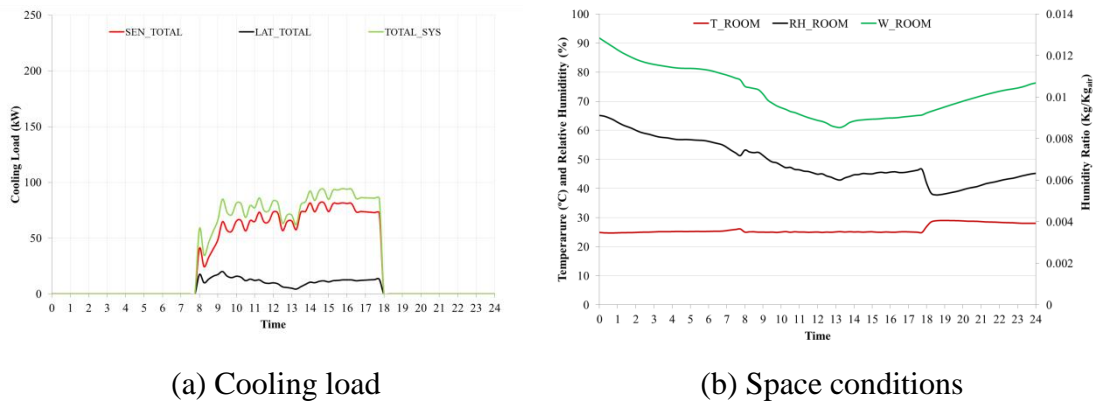 SEN_TOTAL LAT_TOTAL TOTAL_SYS
250
200
150
100
50
0
Cooling Load (kW)
0 1 2 3 4 5 6 7 8 9 10 11 12 13 14 15 16 17 18 19 20 21 22 23 24
Time
(a) Cooling load
T_ROOM RH_ROOM W_ROOM
100
90
80
70
60
50
40
30
20
10
0
Temperarure (°C) and Relative Humiditity (%)
0.014
0.012
0.01
0.008
0.006
0.004
0.002
0
Humidity Ratio (Kg/Kgair)
0 1 2 3 4 5 6 7 8 9 10 11 12 13 14 15 16 17 18 19 20 21 22 23 24
Time
(b) Space conditions